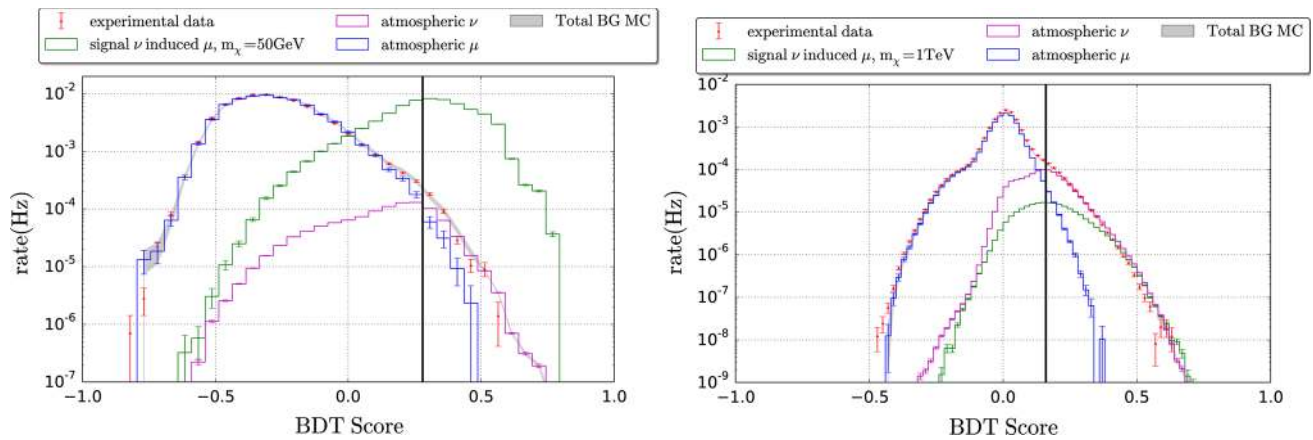 experimental data
atmospheric ν
Total BG MC
signal ν induced μ, mχ=50GeV
atmospheric μ
10⁻²
10⁻³
10⁻⁴
10⁻⁵
10⁻⁶
10⁻⁷
rate(Hz)
−1.0 −0.5 0.0 0.5 1.0
BDT Score
experimental data
atmospheric ν
Total BG MC
signal ν induced μ, mχ=1TeV
atmospheric μ
10⁻²
10⁻³
10⁻⁴
10⁻⁵
10⁻⁶
10⁻⁷
10⁻⁸
10⁻⁹
rate(Hz)
−1.0 −0.5 0.0 0.5 1.0
BDT Score